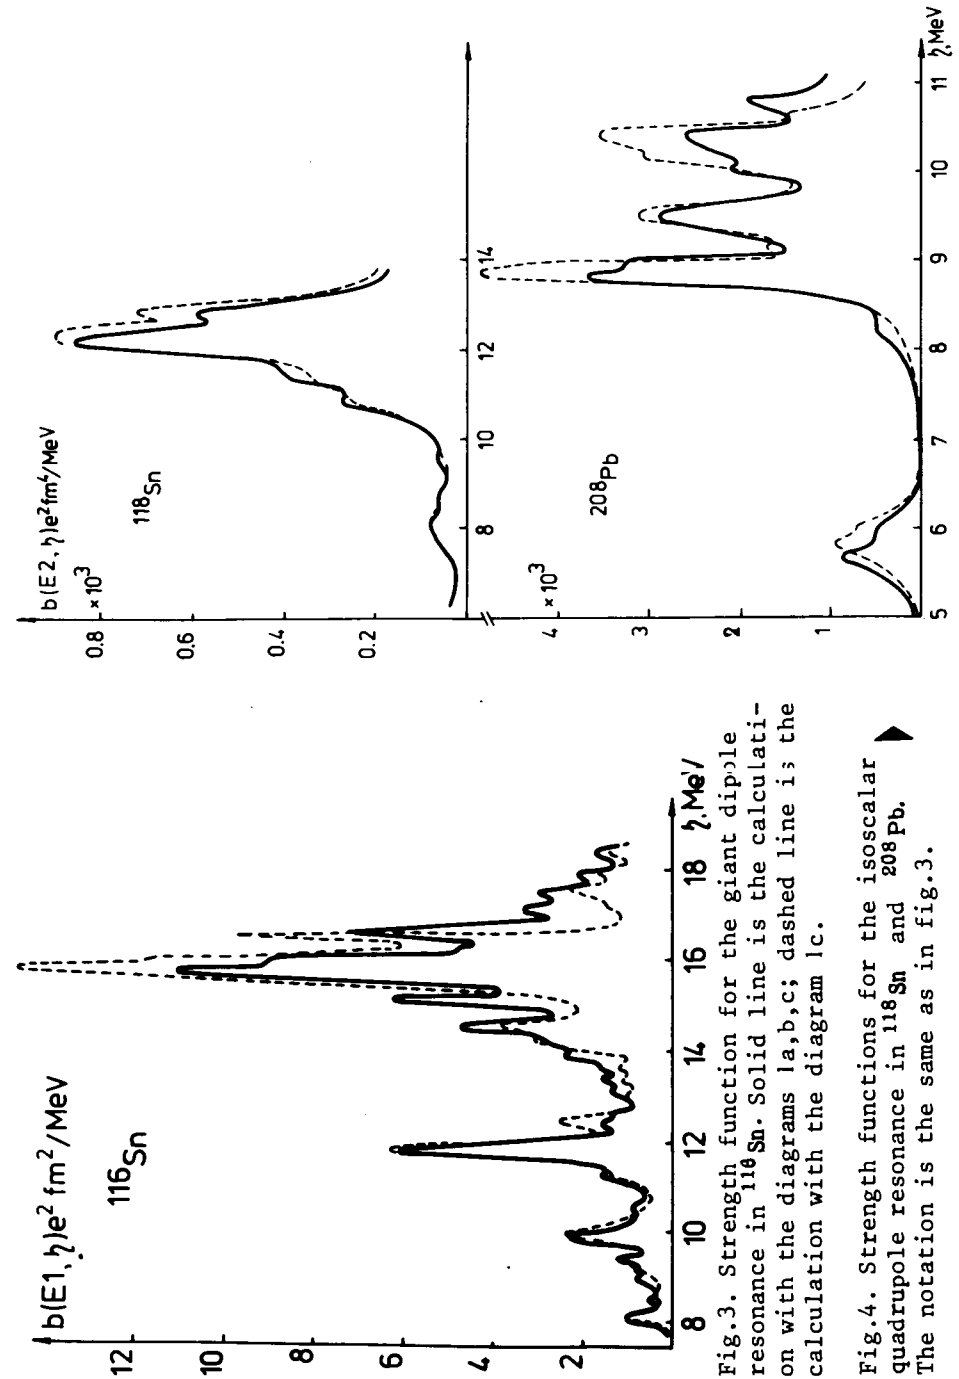 b(E1, η)e² fm²/MeV
¹¹⁶Sn
12
10
8
6
4
2
8
10
12
14
16
18
η, MeV
Fig.3. Strength function for the giant dipole
resonance in ¹¹⁶Sn. Solid line is the calculati-
on with the diagrams 1a,b,c; dashed line is the
calculation with the diagram 1c.
Fig.4. Strength functions for the isoscalar
quadrupole resonance in ¹¹⁸Sn and ²⁰⁸Pb.
The notation is the same as in fig.3.
b(E2, η)e²fm⁴/MeV
×10³
¹¹⁸Sn
0.8
0.6
0.4
0.2
8
10
12
14
×10³
²⁰⁸Pb
4
3
2
1
5
6
7
8
9
10
11
η, MeV